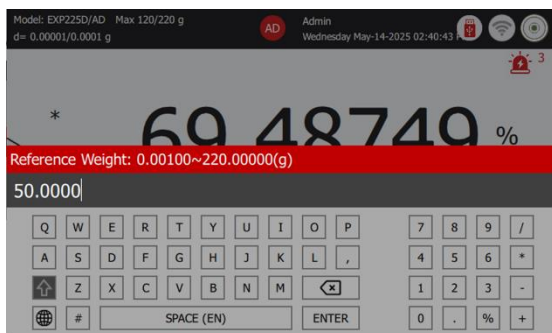 Model: EXP225D/AD Max 120/220 g
d= 0.00001/0.0001 g
AD
Admin
Wednesday May-14-2025 02:40:43 P
3
*
69.48749 %
Reference Weight: 0.00100~220.00000(g)
50.0000
Q W E R T Y U I O P 7 8 9 /
A S D F G H J K L , 4 5 6 *
Z X C V B N M 1 2 3 -
# SPACE (EN) ENTER 0 . % +